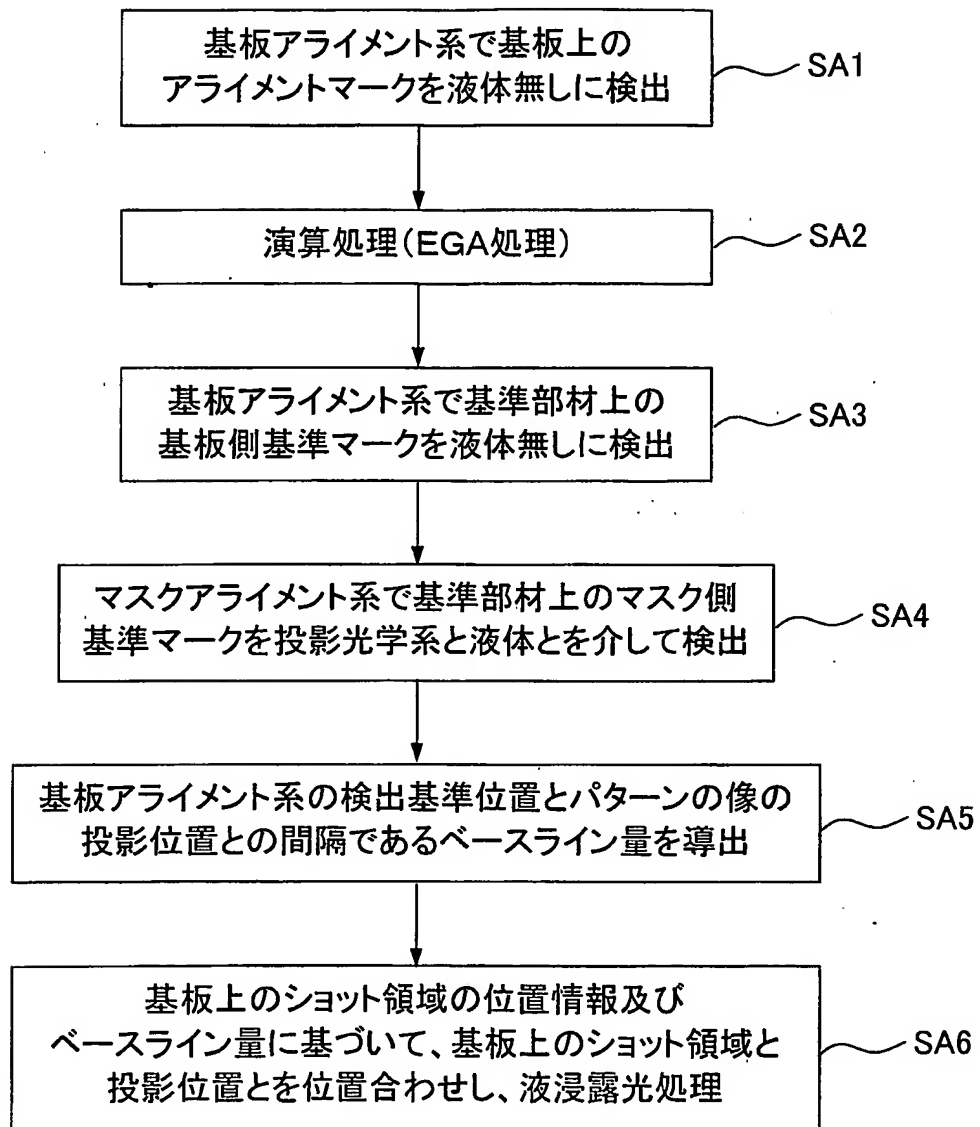 基板アライメント系で基板上の
アライメントマークを液体無しに検出
SA1
演算処理(EGA処理)
SA2
基板アライメント系で基準部材上の
基板側基準マークを液体無しに検出
SA3
マスクアライメント系で基準部材上のマスク側
基準マークを投影光学系と液体とを介して検出
SA4
基板アライメント系の検出基準位置とパターンの像の
投影位置との間隔であるベースライン量を導出
SA5
基板上のショット領域の位置情報及び
ベースライン量に基づいて、基板上のショット領域と
投影位置とを位置合わせし、液浸露光処理
SA6